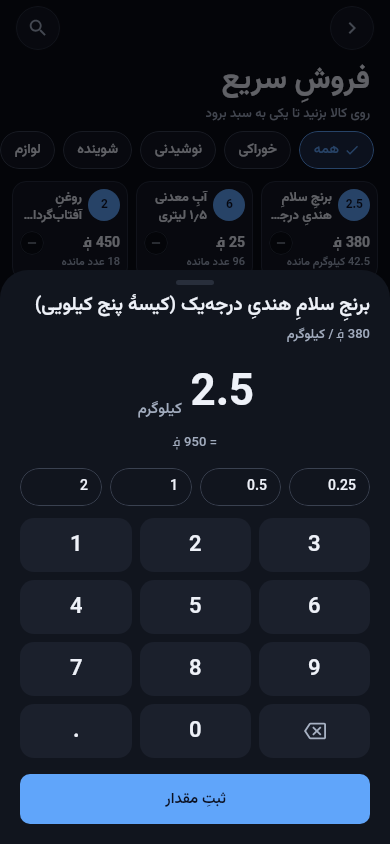 فروشِ سریع
روی کالا بزنید تا یکی به سبد برود
همه
خوراکی
نوشیدنی
شوینده
لوازم
2.5
برنجِ سلامِ
هندیِ درج…
380 ؋
42.5 کیلوگرم مانده
6
آبِ معدنی
۱٫۵ لیتری
25 ؋
96 عدد مانده
2
روغنِ
آفتاب‌گردا…
450 ؋
18 عدد مانده
برنجِ سلامِ هندیِ درجه‌یک (کیسهٔ پنج کیلویی)
380 ؋ / کیلوگرم
2.5 کیلوگرم
= 950 ؋
0.25
0.5
1
2
1 2 3
4 5 6
7 8 9
. 0
ثبتِ مقدار